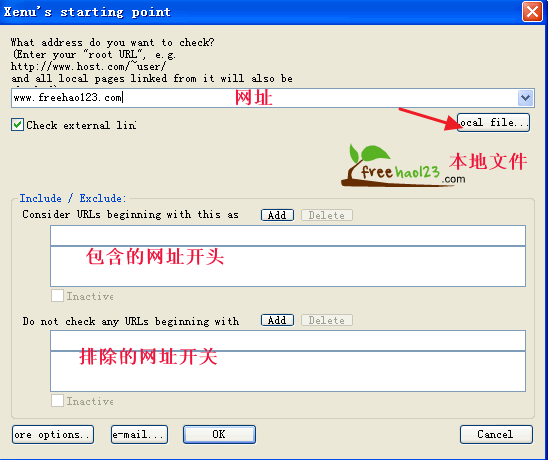 Xenu's starting point
What address do you want to check?
(Enter your "root URL", e.g.
http://www.host.com/~user/
and all local pages linked from it will also be
www.freehao123.com
网址
Check external lin
ocal file...
freehao123
.com
本地文件
Include / Exclude:
Consider URLs beginning with this as
Add
Delete
包含的网址开头
Inactive
Do not check any URLs beginning with
Add
Delete
排除的网址开关
Inactive
ore options..
e-mail...
OK
Cancel